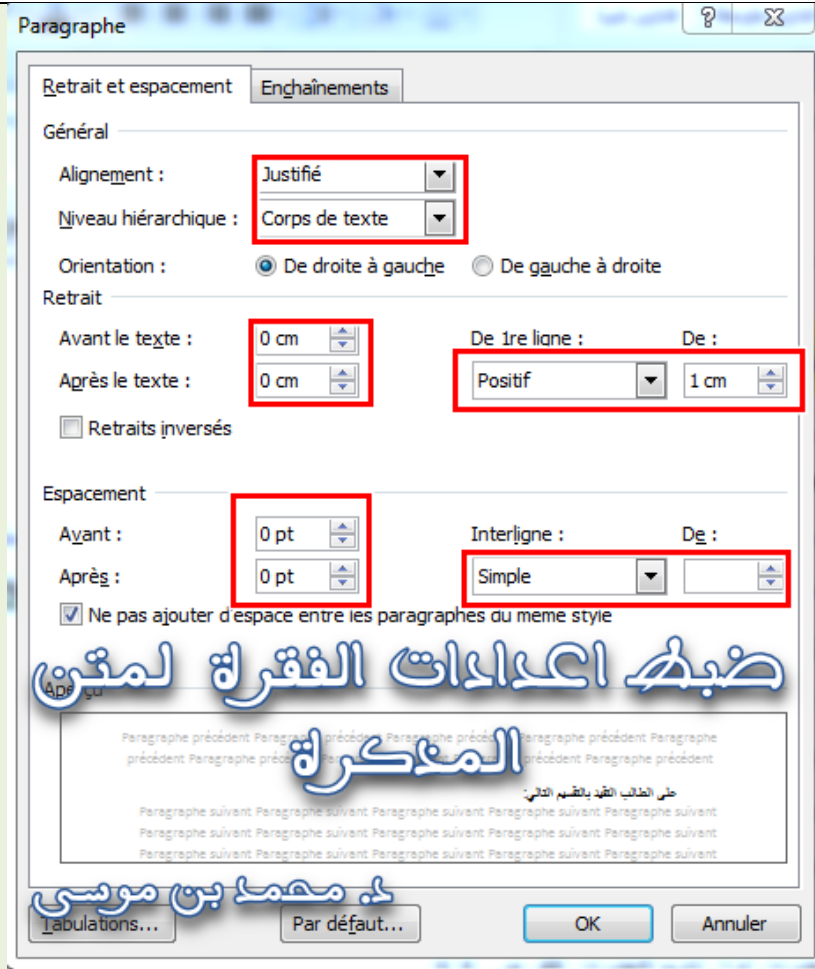 Paragraphe
Retrait et espacement Enchaînements
Général
Alignement : Justifié
Niveau hiérarchique : Corps de texte
Orientation : De droite à gauche De gauche à droite
Retrait
Avant le texte : 0 cm De 1re ligne : De :
Après le texte : 0 cm Positif 1 cm
Retraits inversés
Espacement
Avant : 0 pt Interligne : De :
Après : 0 pt Simple
Ne pas ajouter d'espace entre les paragraphes du même style
ضبط اعدادات الفقرة لمتن
Aperçu
المذكرة
Paragraphe précédent Paragraphe précédent Paragraphe précédent Paragraphe précédent Paragraphe
précédent Paragraphe précédent Paragraphe précédent
على الطالب التقيد بالتقسيم التالي:
Paragraphe suivant Paragraphe suivant Paragraphe suivant Paragraphe suivant Paragraphe suivant
Paragraphe suivant Paragraphe suivant Paragraphe suivant Paragraphe suivant Paragraphe suivant
Paragraphe suivant Paragraphe suivant Paragraphe suivant Paragraphe suivant Paragraphe suivant
د. محمد بن موسى
Tabulations... Par défaut... OK Annuler